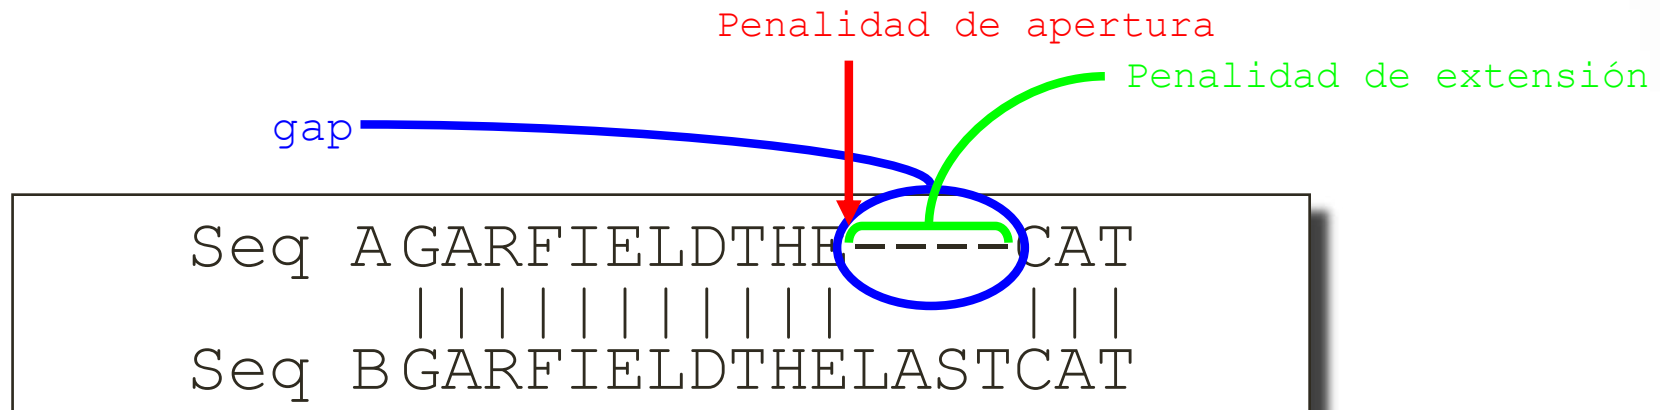 Penalidad de apertura
Penalidad de extensión
gap
Seq A GARFIELDTHE----CAT
|||||||||||    |||
Seq B GARFIELDTHELASTCAT